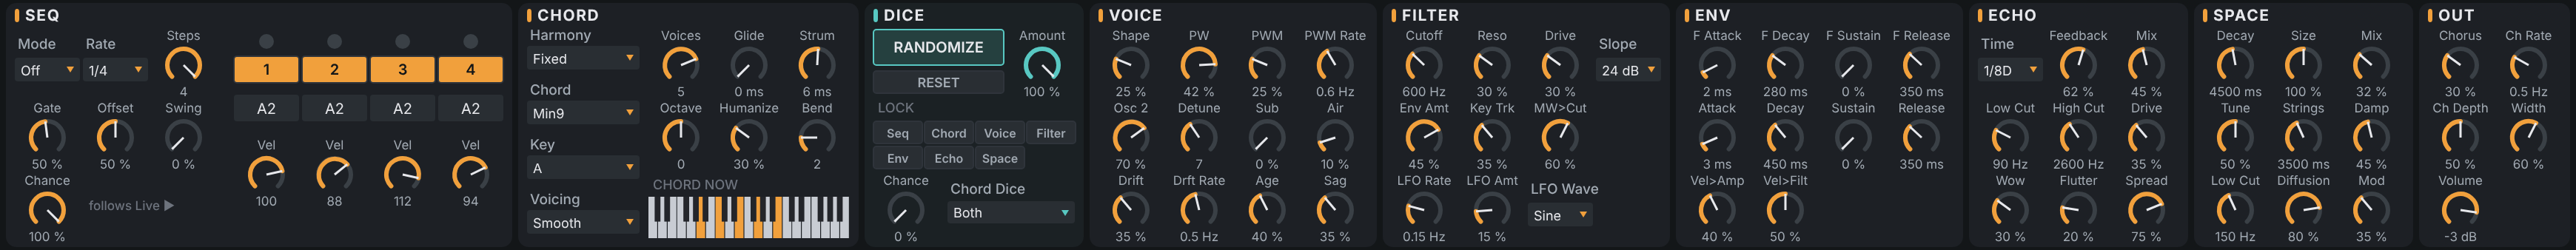 SEQ
Mode Rate Steps
Off 1/4 4
1 2 3 4
A2 A2 A2 A2
Gate Offset Swing
50 % 50 % 0 %
Vel Vel Vel Vel
100 88 112 94
Chance
100 %
follows Live ▶
CHORD
Harmony
Fixed
Chord
Min9
Key
A
Voicing
Smooth
Voices Glide Strum
5 0 ms 6 ms
Octave Humanize Bend
0 30 % 2
CHORD NOW
DICE
RANDOMIZE
RESET
Amount
100 %
LOCK
Seq Chord Voice Filter
Env Echo Space
Chance
0 %
Chord Dice
Both
VOICE
Shape PW PWM PWM Rate
25 % 42 % 25 % 0.6 Hz
Osc 2 Detune Sub Air
70 % 7 0 % 10 %
Drift Drft Rate Age Sag
35 % 0.5 Hz 40 % 35 %
FILTER
Cutoff Reso Drive Slope
600 Hz 30 % 30 % 24 dB
Env Amt Key Trk MW>Cut
45 % 35 % 60 %
LFO Rate LFO Amt LFO Wave
0.15 Hz 15 % Sine
ENV
F Attack F Decay F Sustain F Release
2 ms 280 ms 0 % 350 ms
Attack Decay Sustain Release
3 ms 450 ms 0 % 350 ms
Vel>Amp Vel>Filt
40 % 50 %
ECHO
Time Feedback Mix
1/8D 62 % 45 %
Low Cut High Cut Drive
90 Hz 2600 Hz 35 %
Wow Flutter Spread
30 % 20 % 75 %
SPACE
Decay Size Mix
4500 ms 100 % 32 %
Tune Strings Damp
50 % 3500 ms 45 %
Low Cut Diffusion Mod
150 Hz 80 % 35 %
OUT
Chorus Ch Rate
30 % 0.5 Hz
Ch Depth Width
50 % 60 %
Volume
-3 dB